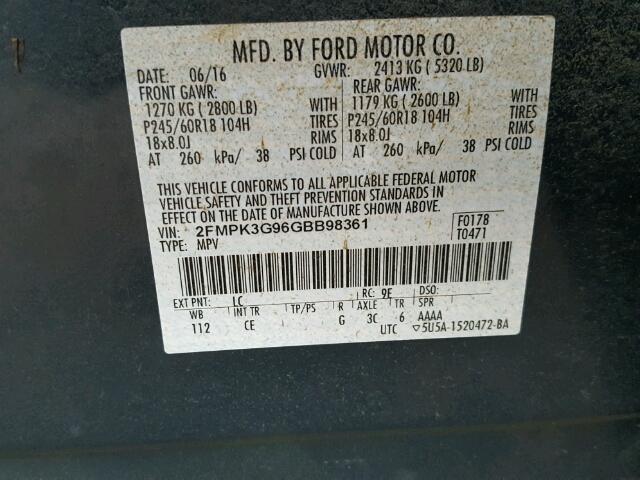 MFD. BY FORD MOTOR CO.
DATE: 06/16 GVWR: 2413 KG ( 5320 LB)
FRONT GAWR: REAR GAWR:
1270 KG ( 2800 LB) WITH 1179 KG ( 2600 LB) WITH
P245/60R18 104H TIRES P245/60R18 104H TIRES
18x8.0J RIMS 18x8.0J RIMS
AT 260 kPa/ 38 PSI COLD AT 260 kPa/ 38 PSI COLD
THIS VEHICLE CONFORMS TO ALL APPLICABLE FEDERAL MOTOR
VEHICLE SAFETY AND THEFT PREVENTION STANDARDS IN
EFFECT ON THE DATE OF MANUFACTURE SHOWN ABOVE.
VIN: 2FMPK3G96GBB98361 F0178
TYPE: MPV T0471
EXT PNT: LC RC: 9F DSO:
WB INT TR TP/PS R AXLE TR SPR
112 CE G 3C 6 AAAA
UTC ▽5U5A-1520472-BA